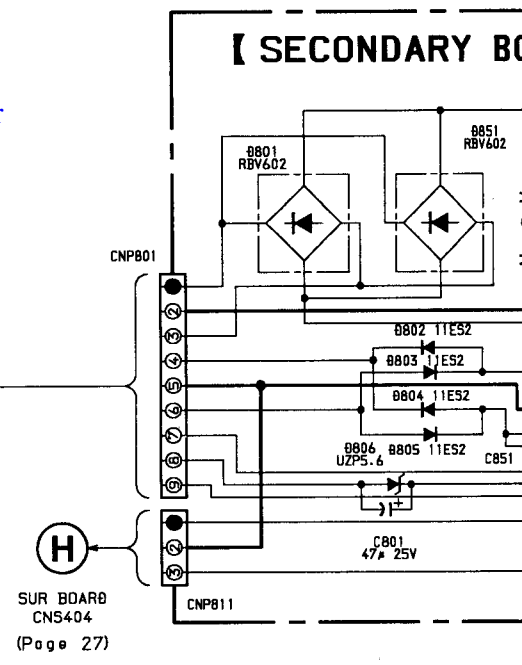 【 SECONDARY BO
D851
RBV602
D801
RBV602
CNP801
2
3
4
5
6
7
8
9
D802 11ES2
D803 11ES2
D804 11ES2
D806
UZP5.6
D805 11ES2
C851
+
C801
47μ 25V
2
3
H
CNP811
SUR BOARD
CNS404
(Page 27)